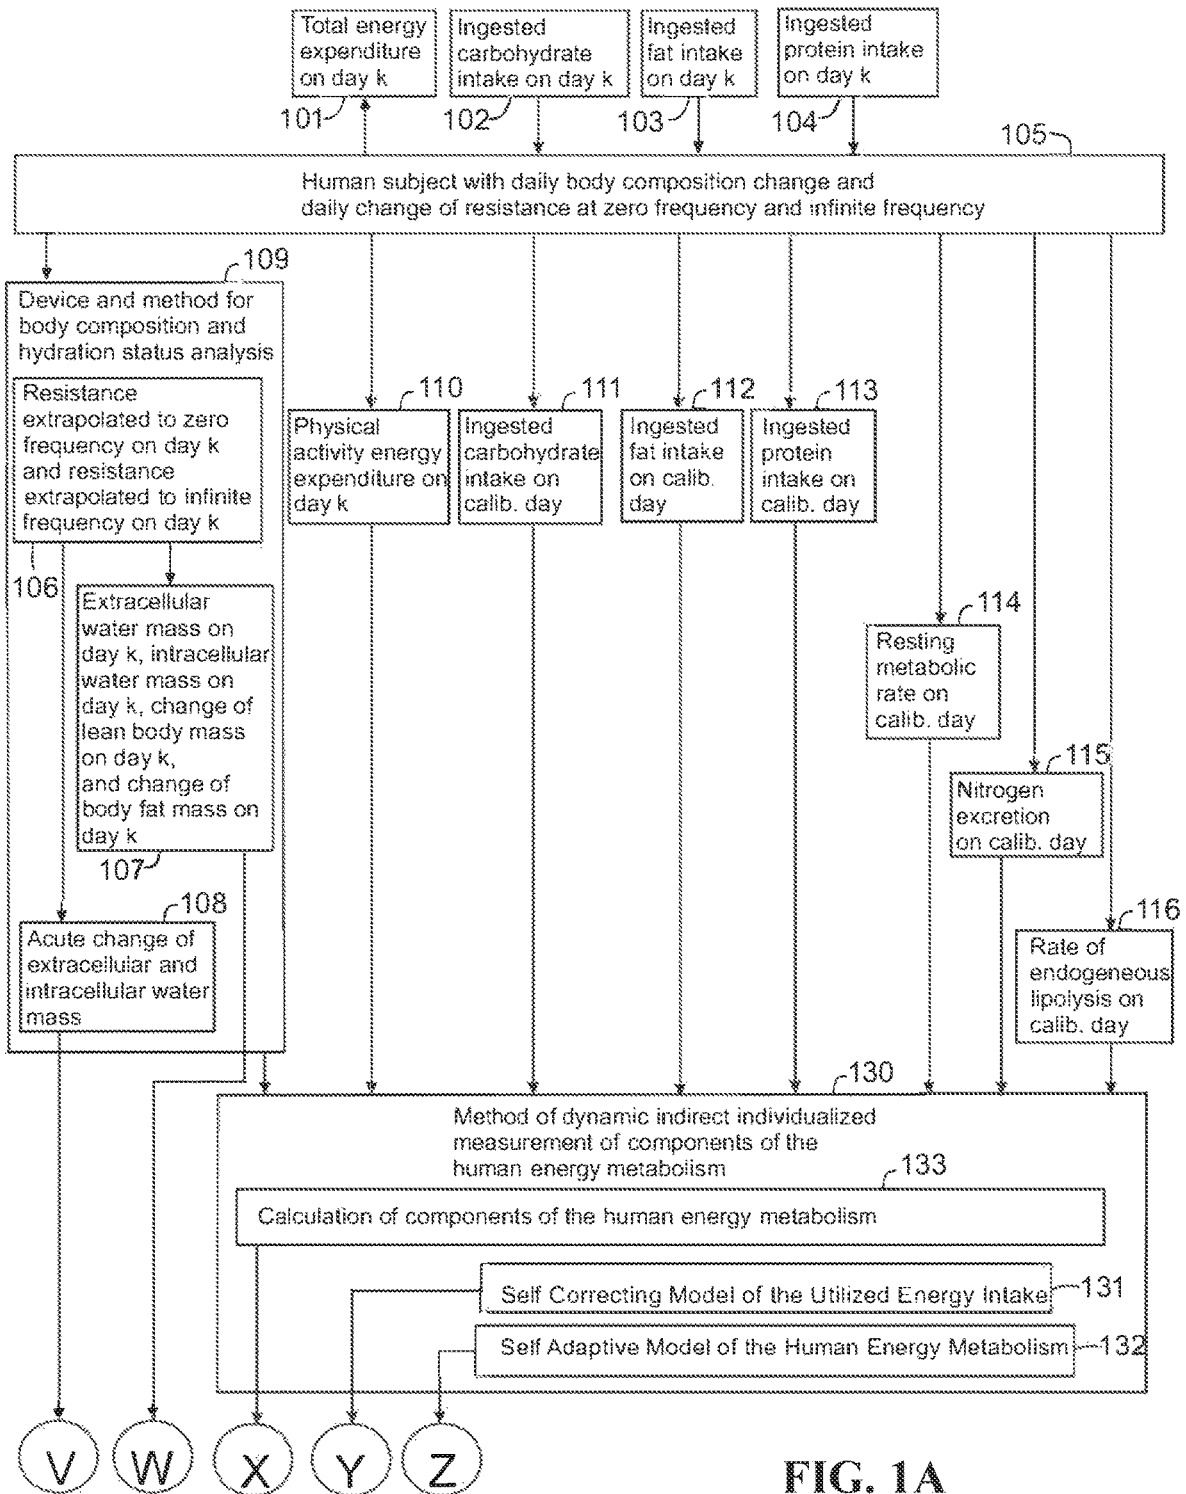 Total energy
expenditure
on day k
101
Ingested
carbohydrate
intake on day k
102
Ingested
fat intake
on day k
103
Ingested
protein intake
on day k
104
105
Human subject with daily body composition change and
daily change of resistance at zero frequency and infinite frequency
109
Device and method for
body composition and
hydration status analysis
Resistance
extrapolated to zero
frequency on day k
and resistance
extrapolated to infinite
frequency on day k
106
Extracellular
water mass on
day k, intracellular
water mass on
day k, change of
lean body mass
on day k,
and change of
body fat mass on
day k
107
108
Acute change of
extracellular and
intracellular water
mass
110
Physical
activity energy
expenditure on
day k
111
Ingested
carbohydrate
intake on
calib. day
112
Ingested
fat intake
on calib.
day
113
Ingested
protein
intake on
calib. day
114
Resting
metabolic
rate on
calib. day
115
Nitrogen
excretion
on calib. day
116
Rate of
endogeneous
lipolysis on
calib. day
130
Method of dynamic indirect individualized
measurement of components of the
human energy metabolism
133
Calculation of components of the human energy metabolism
Self Correcting Model of the Utilized Energy Intake
131
Self Adaptive Model of the Human Energy Metabolism
132
V
W
X
Y
Z
FIG. 1A